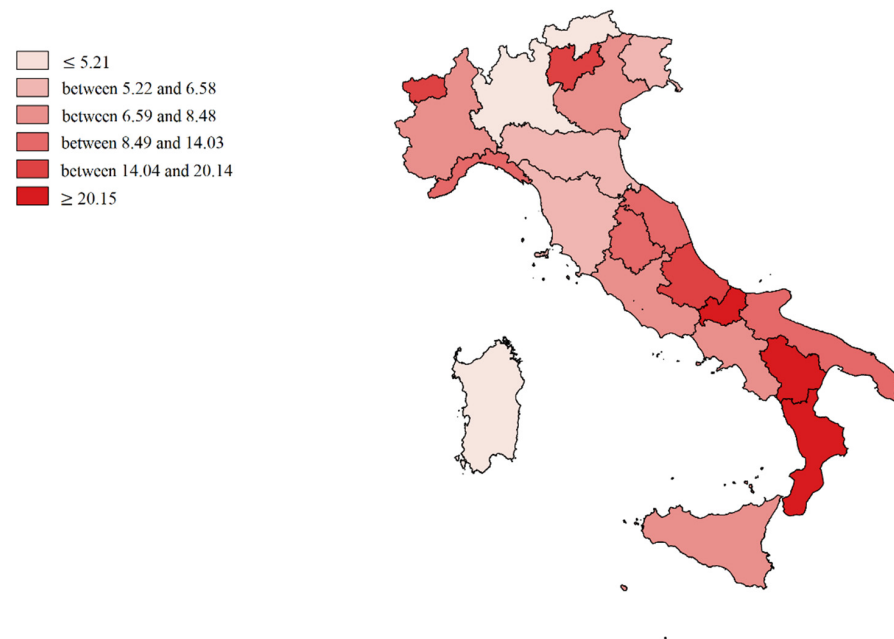 ≤ 5.21
between 5.22 and 6.58
between 6.59 and 8.48
between 8.49 and 14.03
between 14.04 and 20.14
≥ 20.15